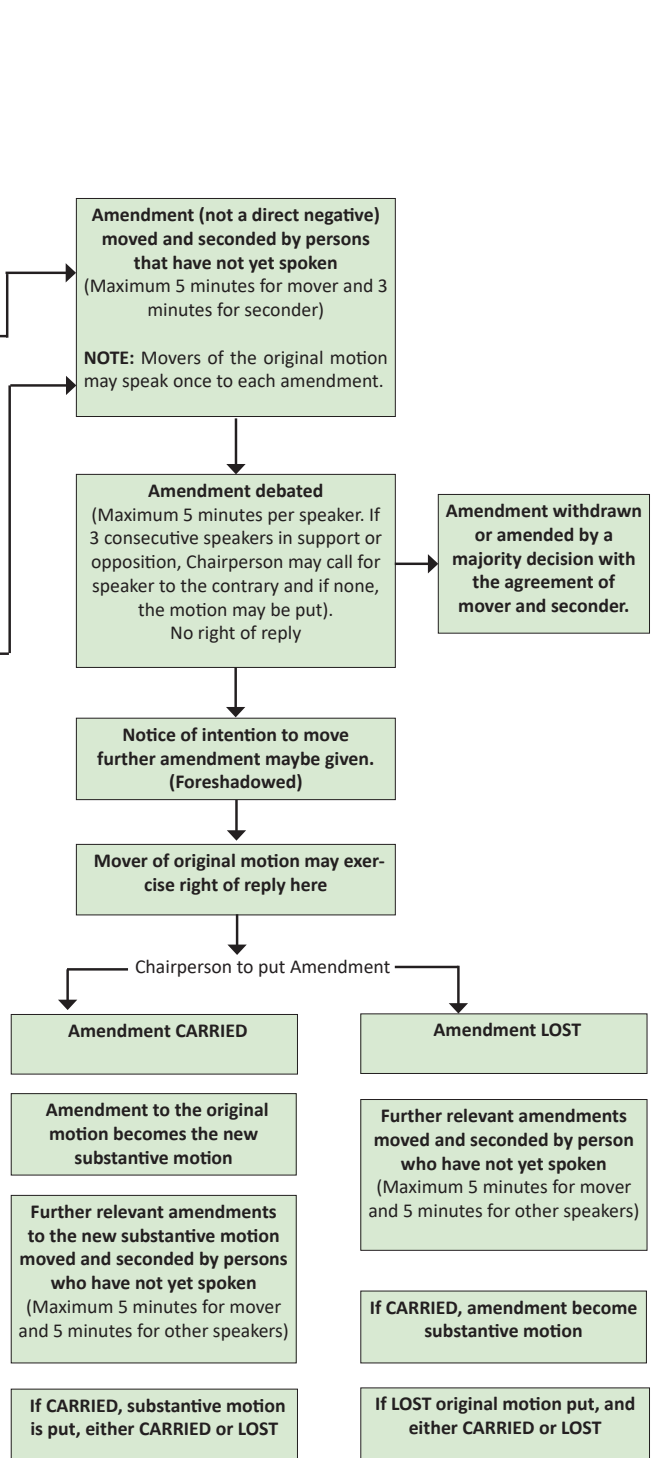 Amendment (not a direct negative)
moved and seconded by persons
that have not yet spoken
(Maximum 5 minutes for mover and 3
minutes for seconder)
NOTE: Movers of the original motion
may speak once to each amendment.
Amendment debated
(Maximum 5 minutes per speaker. If
3 consecutive speakers in support or
opposition, Chairperson may call for
speaker to the contrary and if none,
the motion may be put).
No right of reply
Amendment withdrawn
or amended by a
majority decision with
the agreement of
mover and seconder.
Notice of intention to move
further amendment maybe given.
(Foreshadowed)
Mover of original motion may exer-
cise right of reply here
Chairperson to put Amendment
Amendment CARRIED
Amendment to the original
motion becomes the new
substantive motion
Further relevant amendments
to the new substantive motion
moved and seconded by persons
who have not yet spoken
(Maximum 5 minutes for mover
and 5 minutes for other speakers)
If CARRIED, substantive motion
is put, either CARRIED or LOST
Amendment LOST
Further relevant amendments
moved and seconded by person
who have not yet spoken
(Maximum 5 minutes for mover
and 5 minutes for other speakers)
If CARRIED, amendment become
substantive motion
If LOST original motion put, and
either CARRIED or LOST